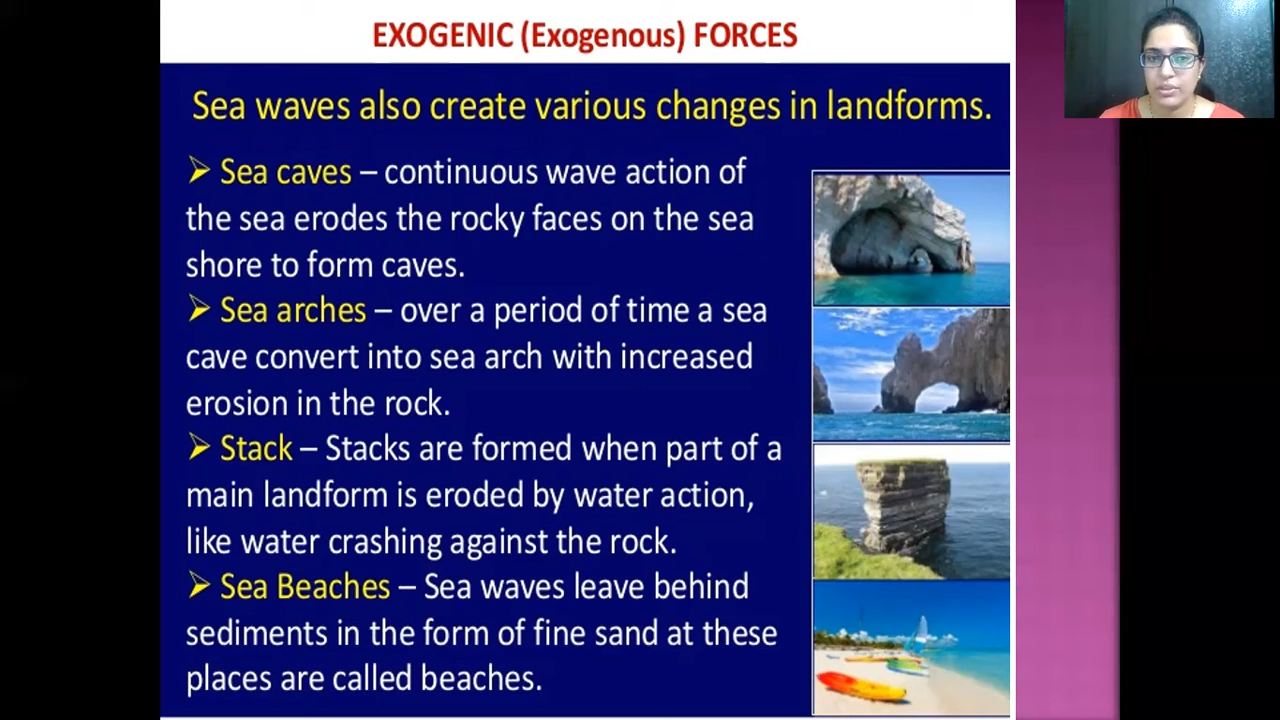 EXOGENIC (Exogenous) FORCES
Sea waves also create various changes in landforms.
➢ Sea caves – continuous wave action of
the sea erodes the rocky faces on the sea
shore to form caves.
➢ Sea arches – over a period of time a sea
cave convert into sea arch with increased
erosion in the rock.
➢ Stack – Stacks are formed when part of a
main landform is eroded by water action,
like water crashing against the rock.
➢ Sea Beaches – Sea waves leave behind
sediments in the form of fine sand at these
places are called beaches.